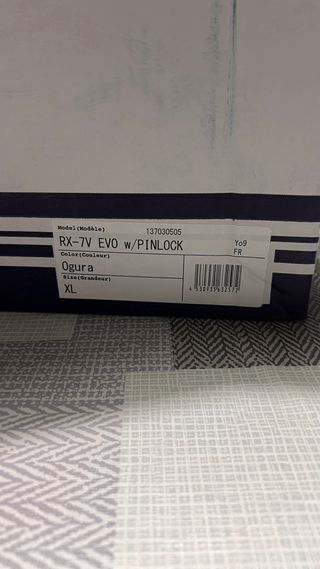 Model(Modèle)
137030505
RX-7V EVO w/PINLOCK
Yo9
FR
Color(Couleur)
Ogura
Size(Grandeur)
XL